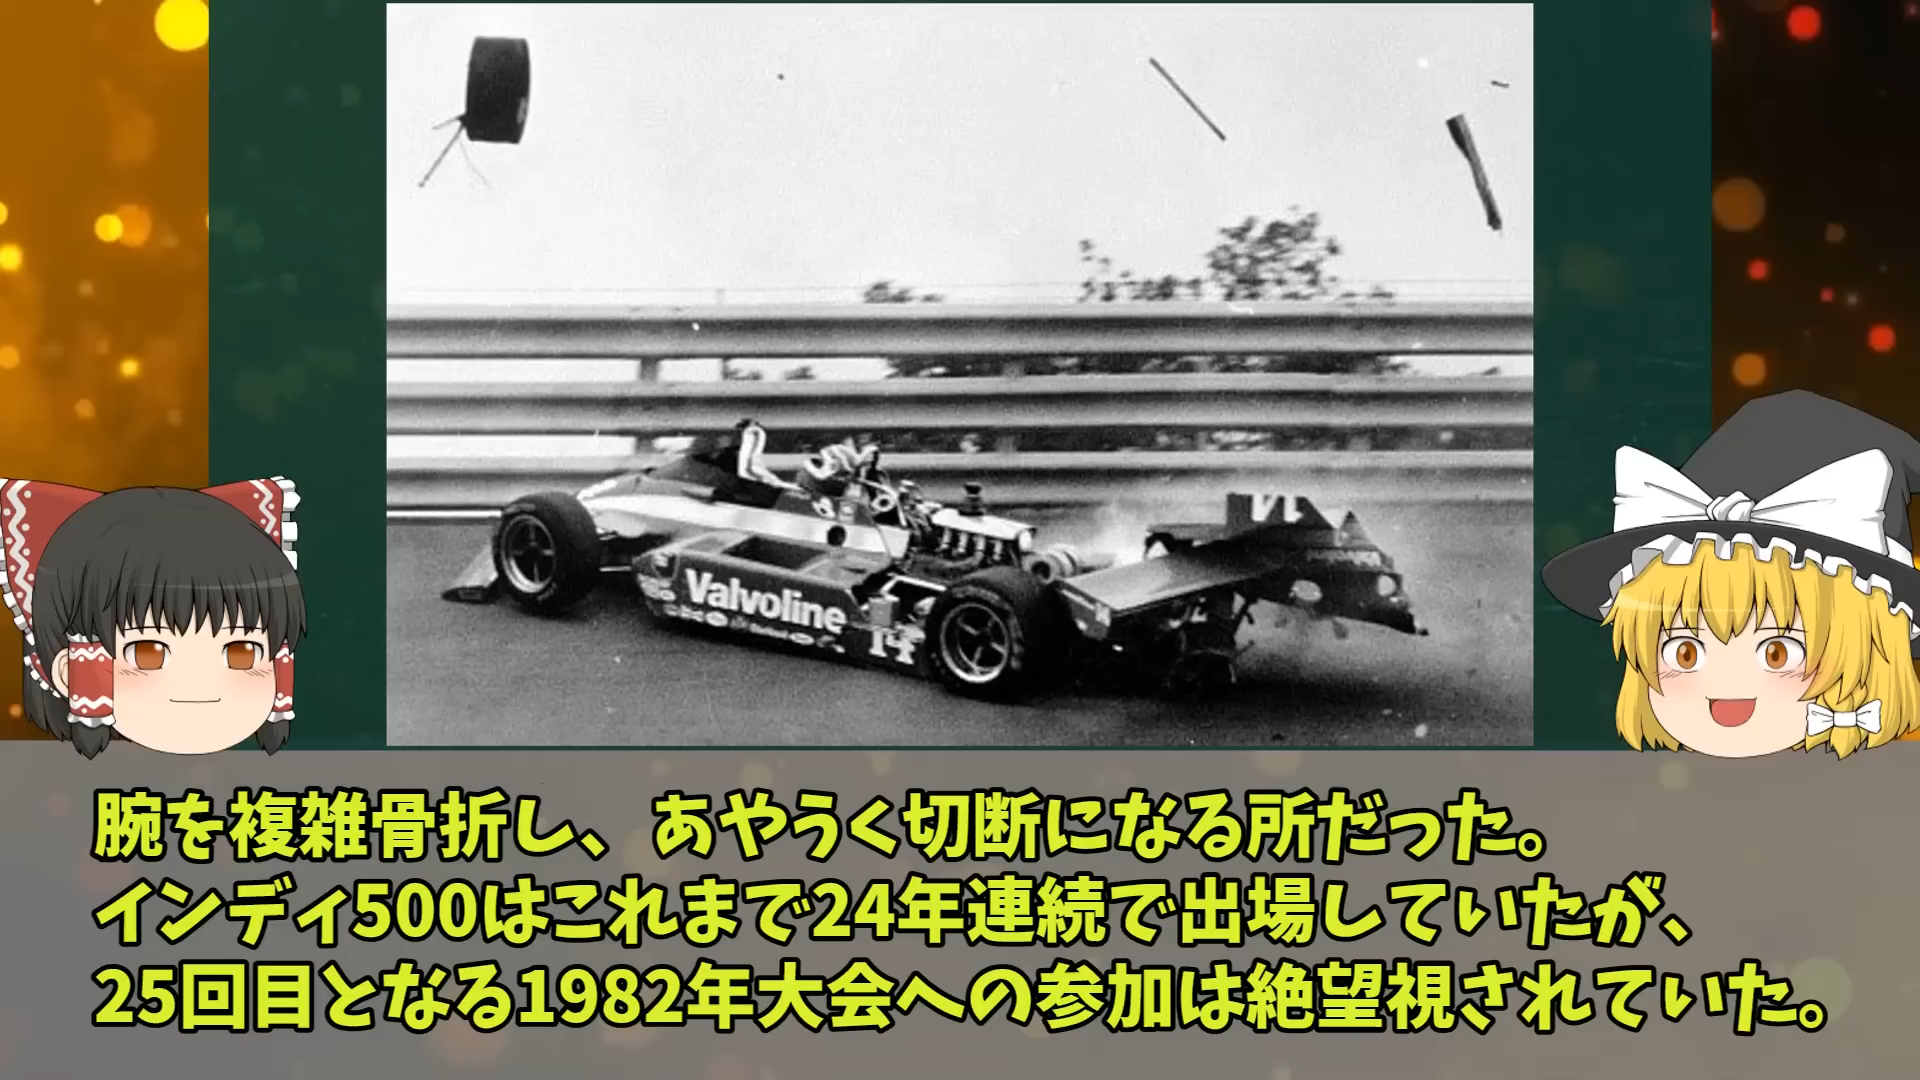 Valvoline
14
腕を複雑骨折し、あやうく切断になる所だった。
インディ500はこれまで24年連続で出場していたが、
25回目となる1982年大会への参加は絶望視されていた。